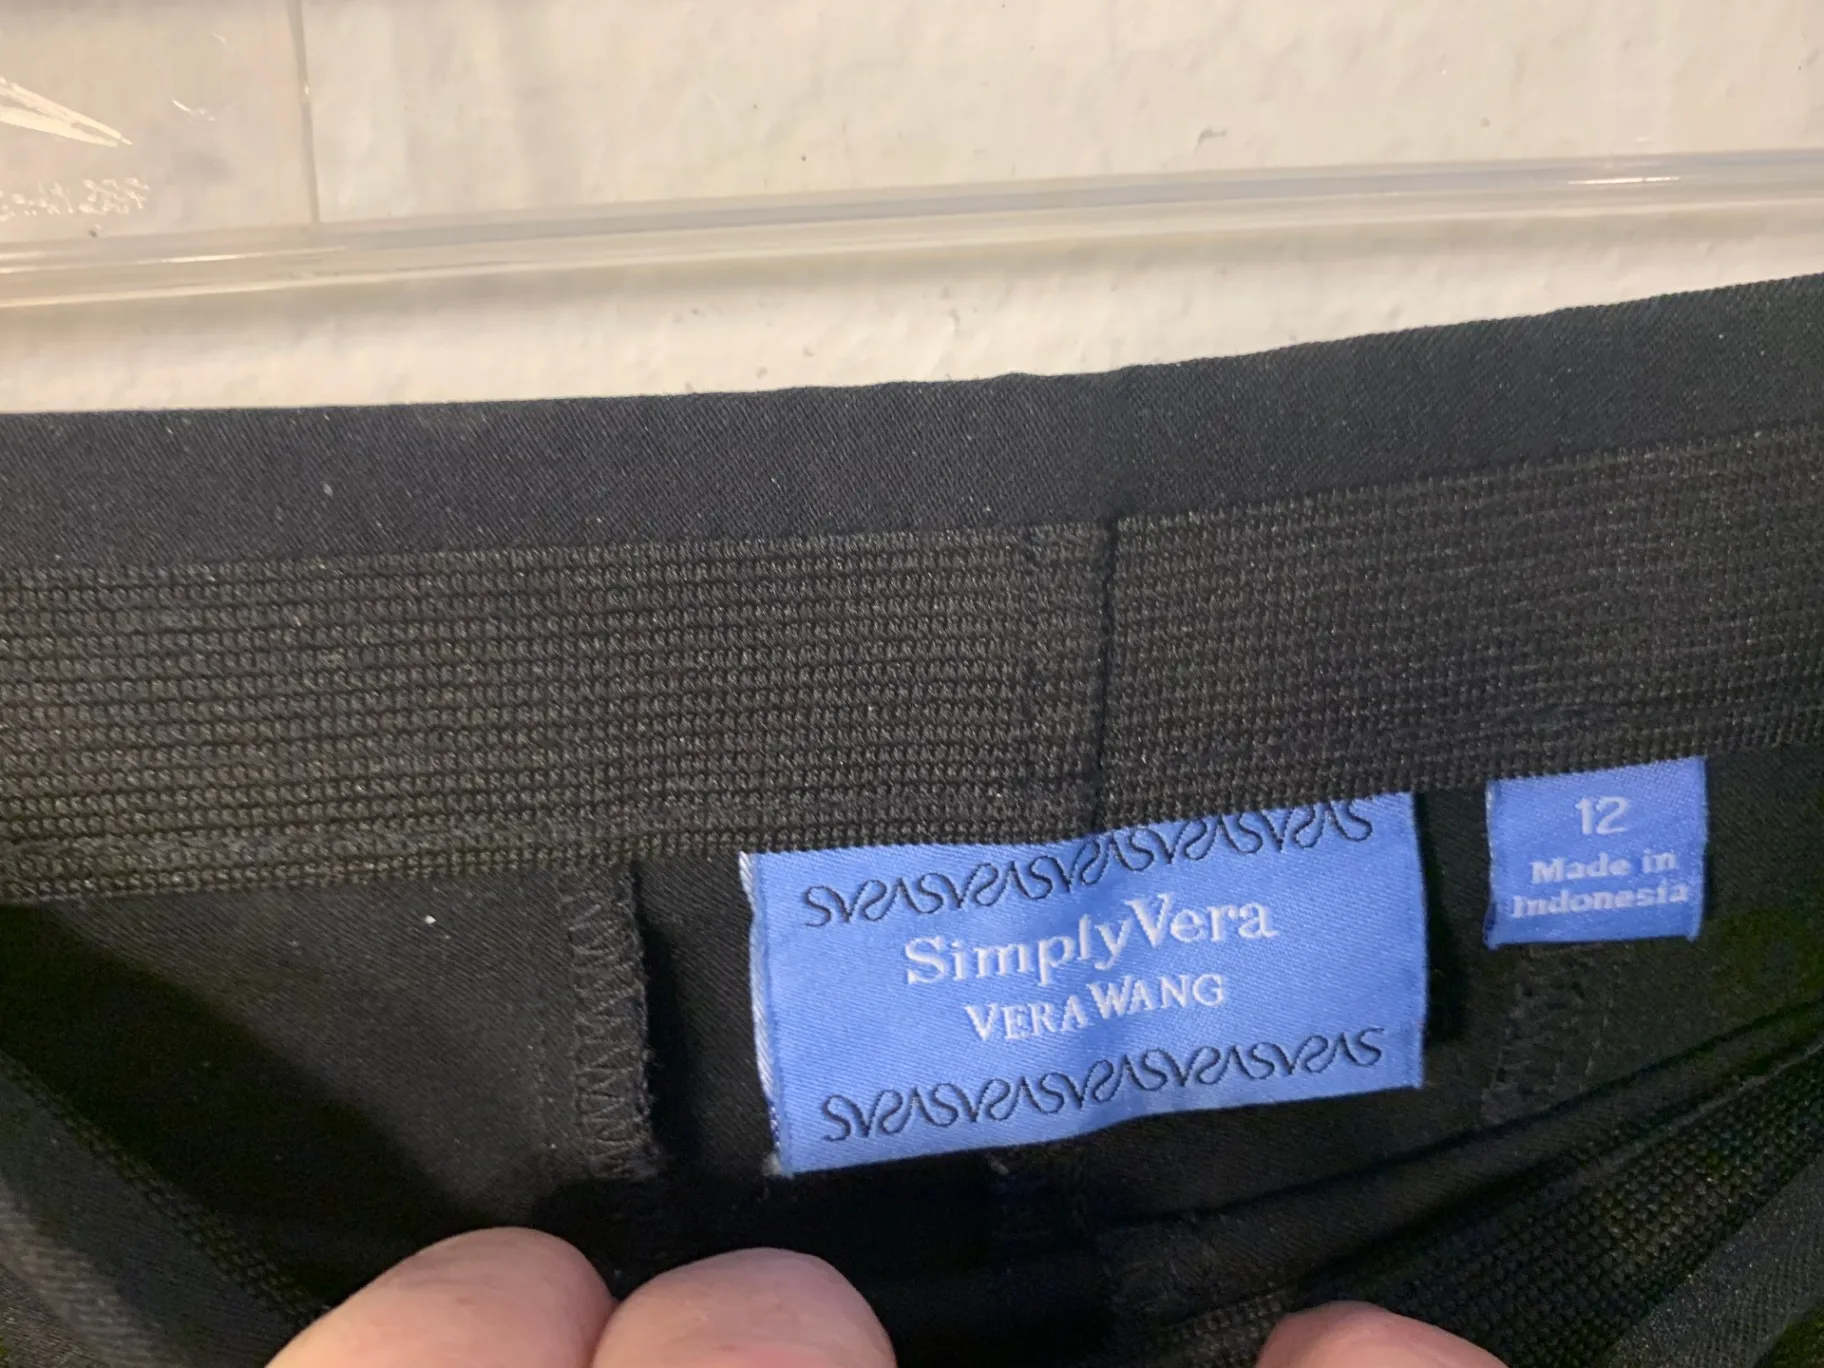 SimplyVera
VERA WANG
12
Made in
Indonesia